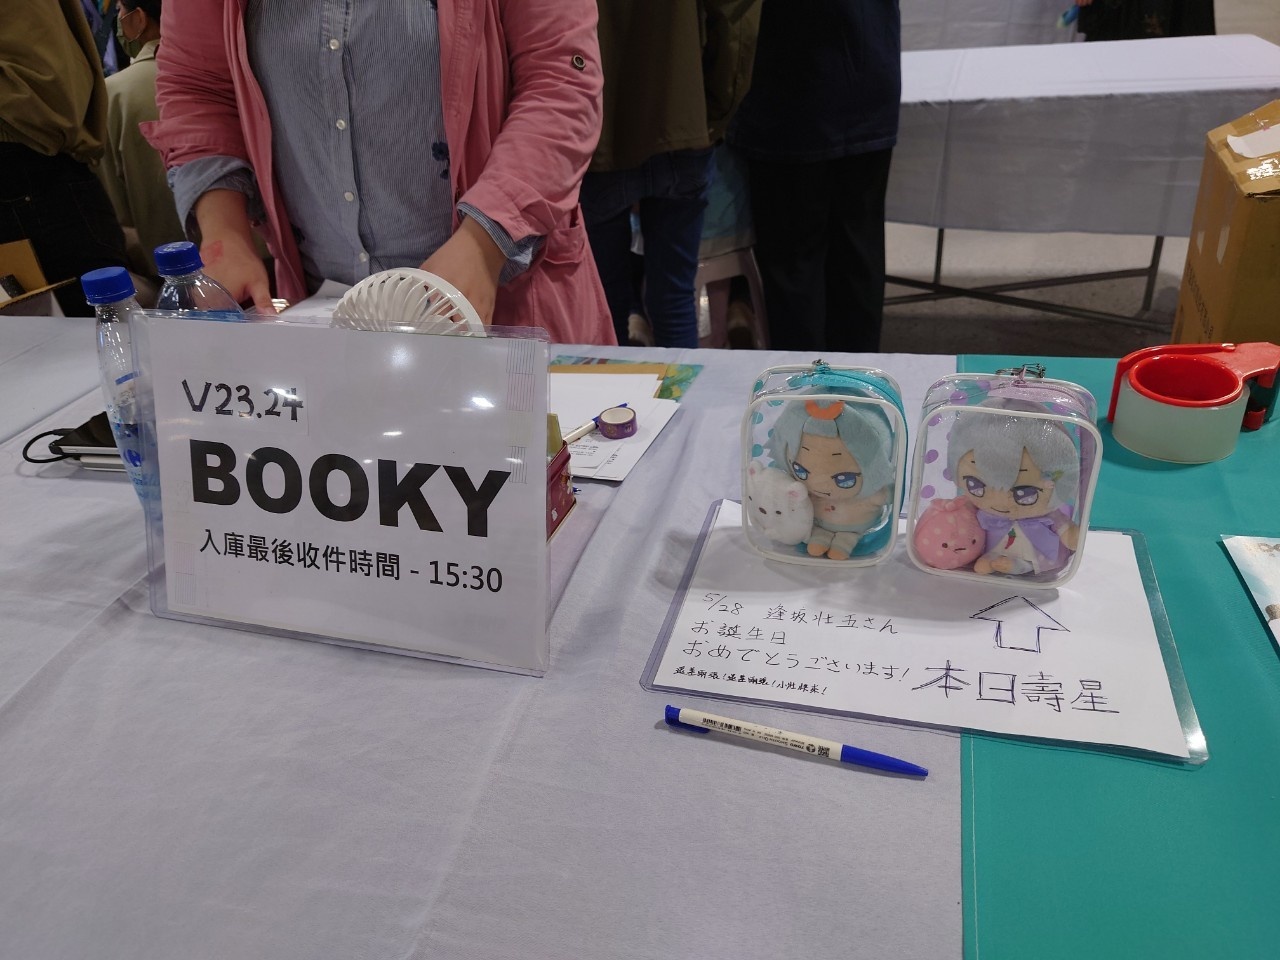 V23.24
BOOKY
入庫最後收件時間 - 15:30
5/28 逢坂壮五さん
お誕生日
おめでとうございます!
本日壽星